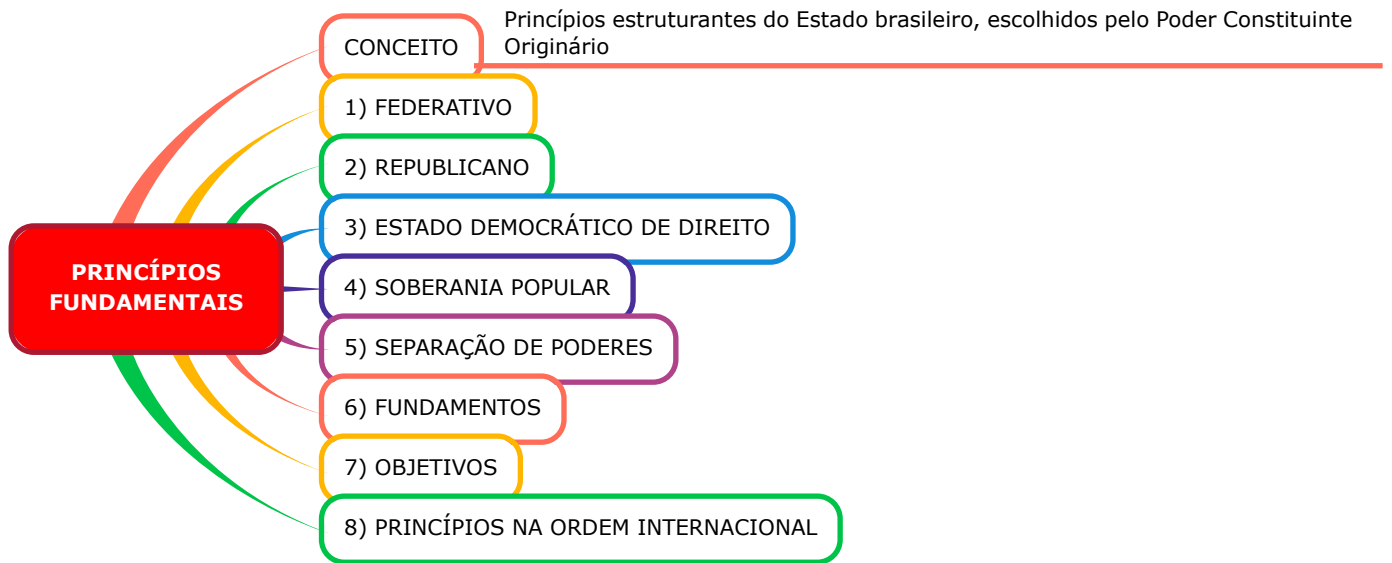 Princípios estruturantes do Estado brasileiro, escolhidos pelo Poder Constituinte
Originário
CONCEITO
1) FEDERATIVO
2) REPUBLICANO
3) ESTADO DEMOCRÁTICO DE DIREITO
PRINCÍPIOS
FUNDAMENTAIS
4) SOBERANIA POPULAR
5) SEPARAÇÃO DE PODERES
6) FUNDAMENTOS
7) OBJETIVOS
8) PRINCÍPIOS NA ORDEM INTERNACIONAL